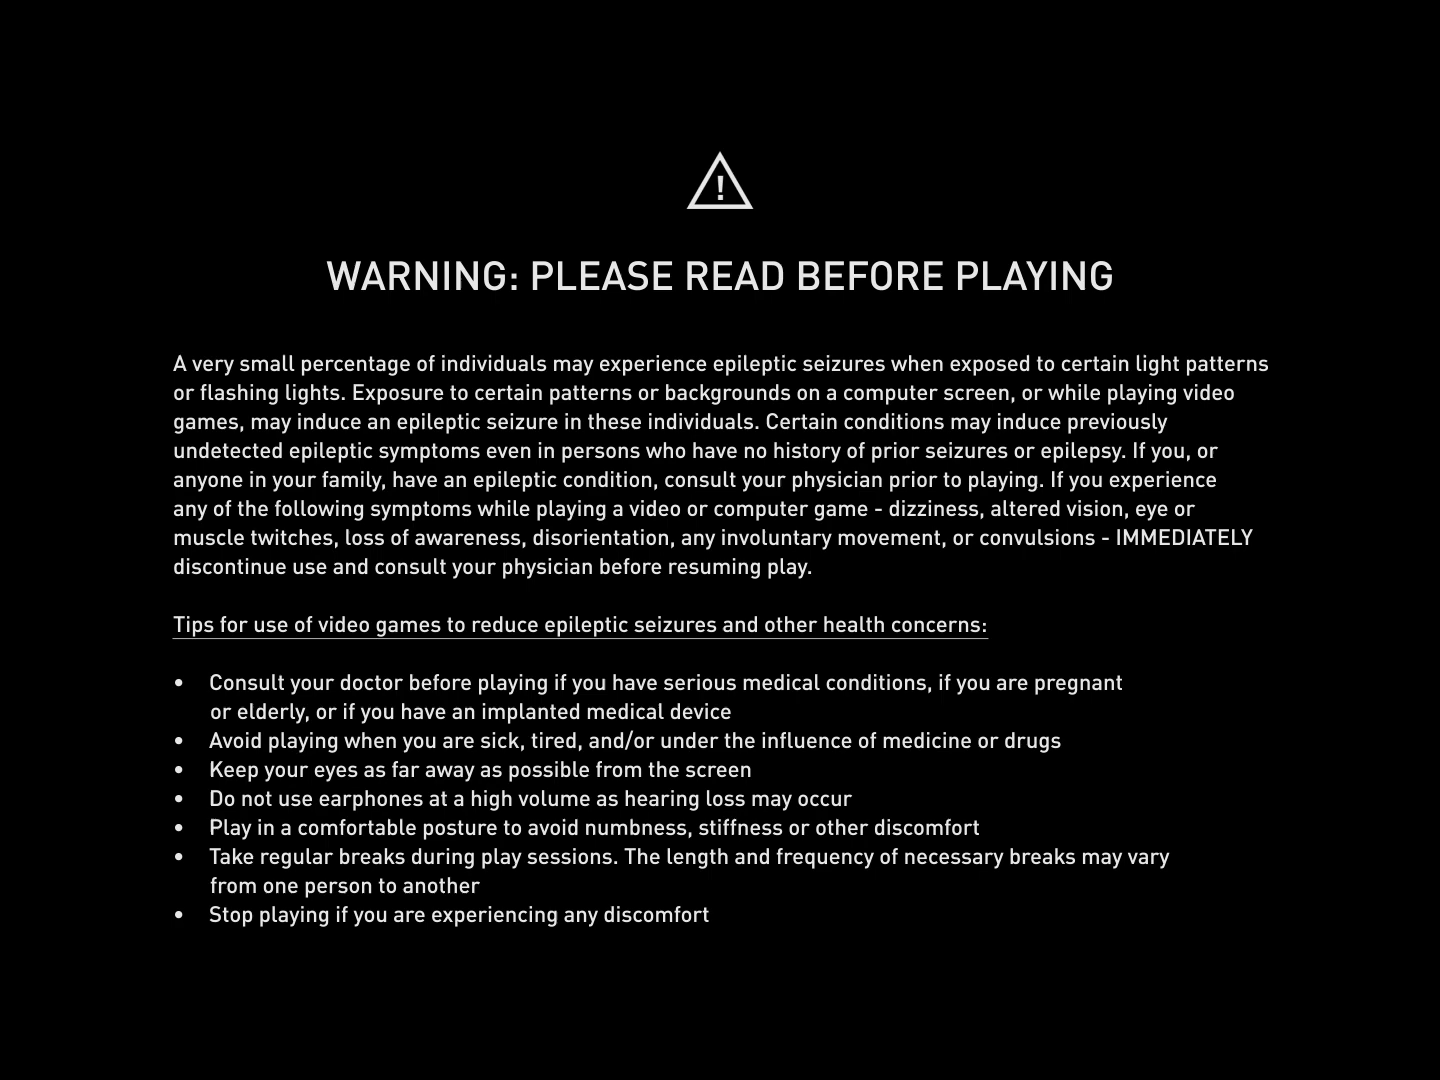 !
WARNING: PLEASE READ BEFORE PLAYING
A very small percentage of individuals may experience epileptic seizures when exposed to certain light patterns
or flashing lights. Exposure to certain patterns or backgrounds on a computer screen, or while playing video
games, may induce an epileptic seizure in these individuals. Certain conditions may induce previously
undetected epileptic symptoms even in persons who have no history of prior seizures or epilepsy. If you, or
anyone in your family, have an epileptic condition, consult your physician prior to playing. If you experience
any of the following symptoms while playing a video or computer game - dizziness, altered vision, eye or
muscle twitches, loss of awareness, disorientation, any involuntary movement, or convulsions - IMMEDIATELY
discontinue use and consult your physician before resuming play.
Tips for use of video games to reduce epileptic seizures and other health concerns:
• Consult your doctor before playing if you have serious medical conditions, if you are pregnant
or elderly, or if you have an implanted medical device
• Avoid playing when you are sick, tired, and/or under the influence of medicine or drugs
• Keep your eyes as far away as possible from the screen
• Do not use earphones at a high volume as hearing loss may occur
• Play in a comfortable posture to avoid numbness, stiffness or other discomfort
• Take regular breaks during play sessions. The length and frequency of necessary breaks may vary
from one person to another
• Stop playing if you are experiencing any discomfort